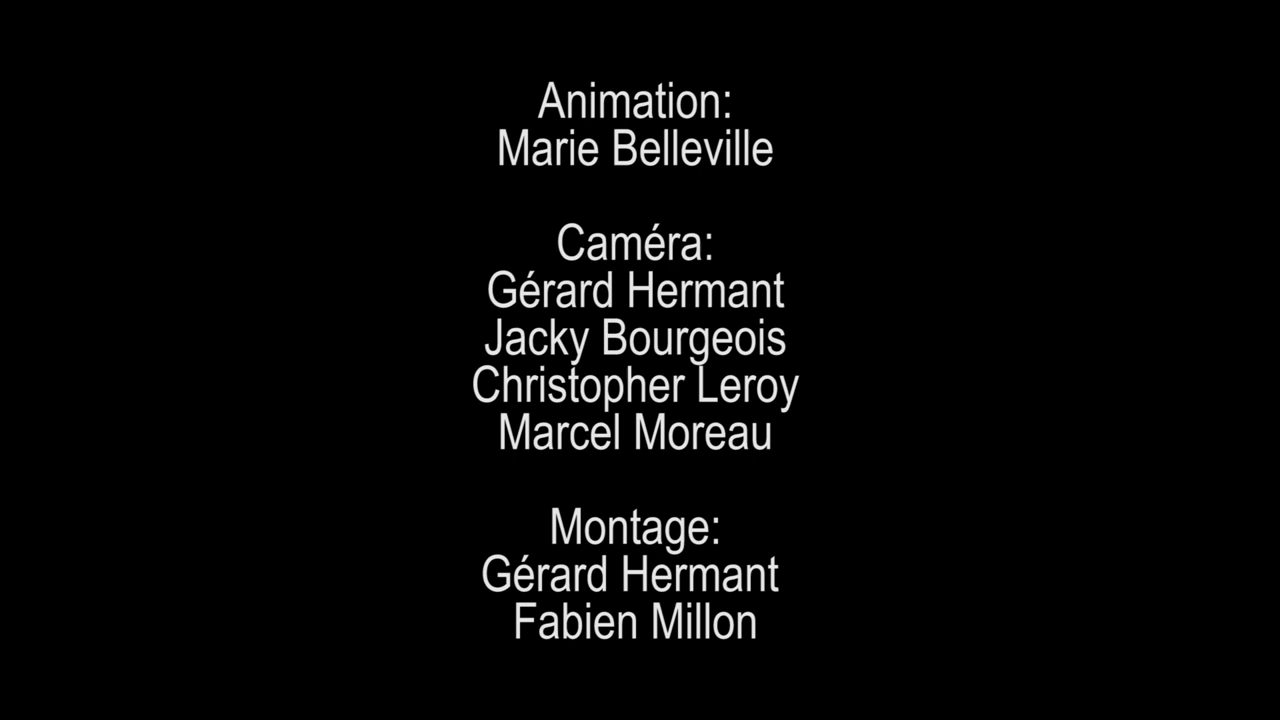 Animation:
Marie Belleville
Caméra:
Gérard Hermant
Jacky Bourgeois
Christopher Leroy
Marcel Moreau
Montage:
Gérard Hermant
Fabien Millon